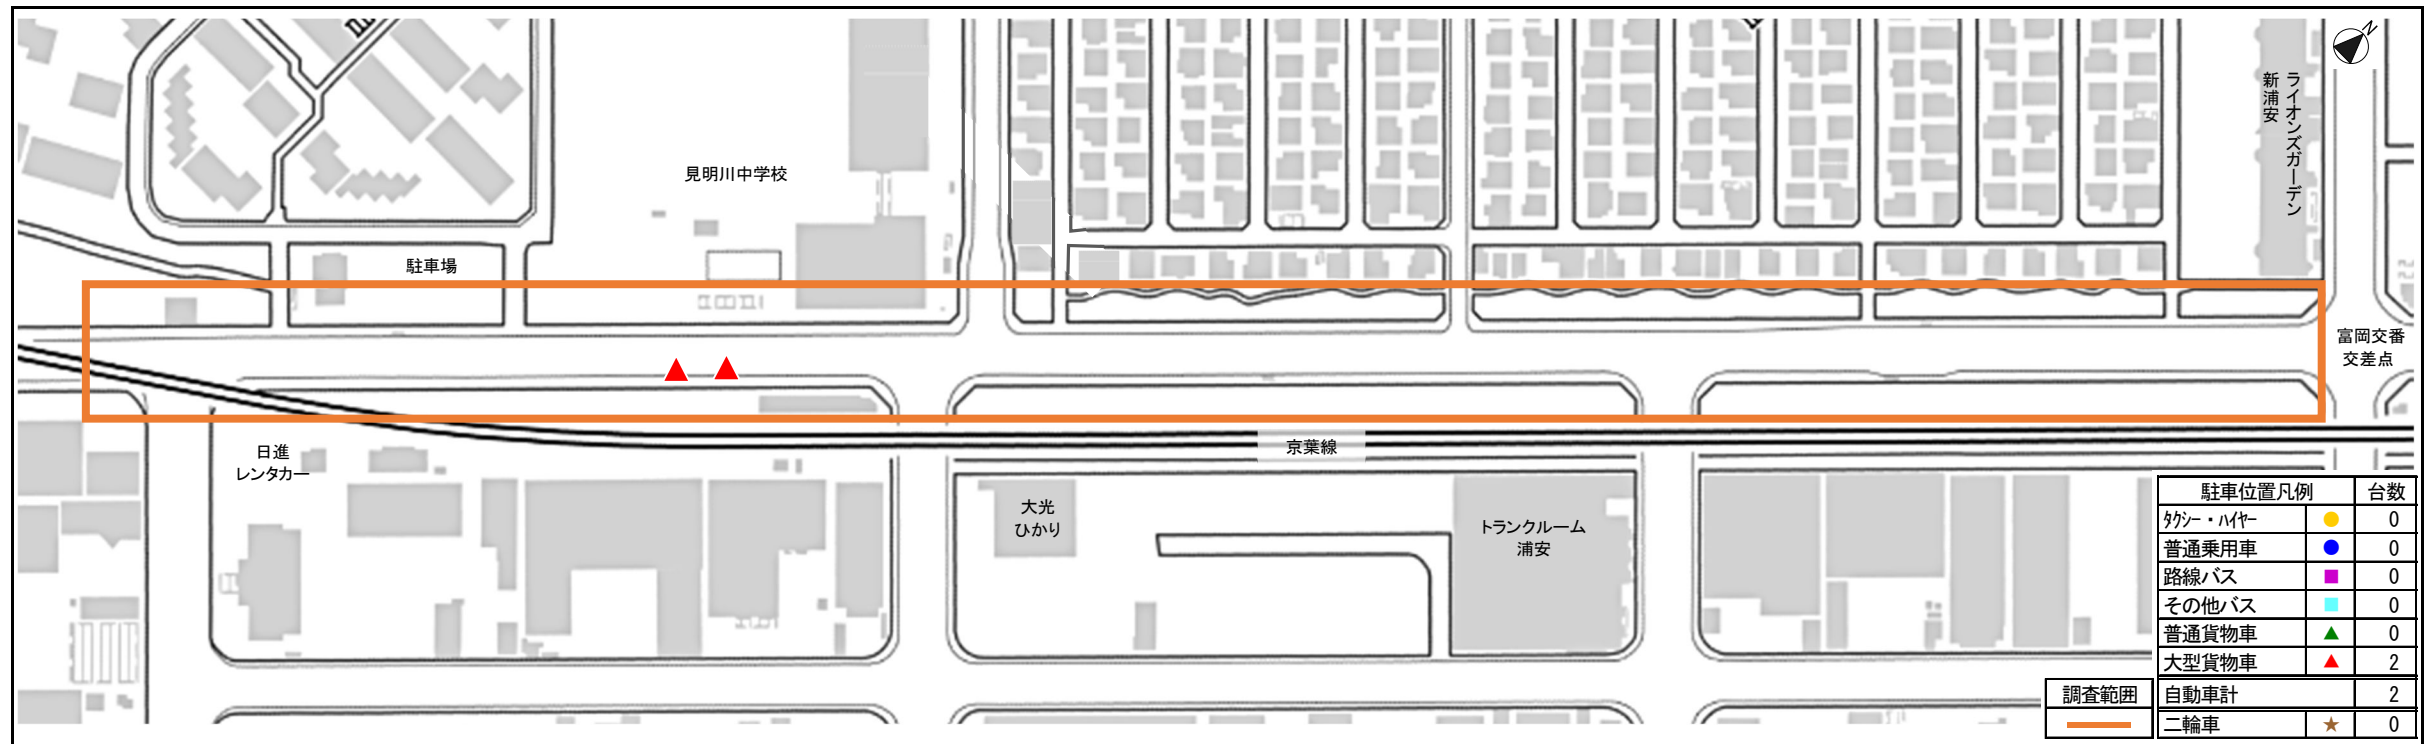 N
ライオンズガーデン
新浦安
見明川中学校
駐車場
富岡交番
交差点
京葉線
日進
レンタカー
大光
ひかり
トランクルーム
浦安
駐車位置凡例 台数
ﾀｸｼｰ・ﾊｲﾔｰ 0
普通乗用車 0
路線バス 0
その他バス 0
普通貨物車 0
大型貨物車 2
調査範囲 自動車計 2
二輪車 0